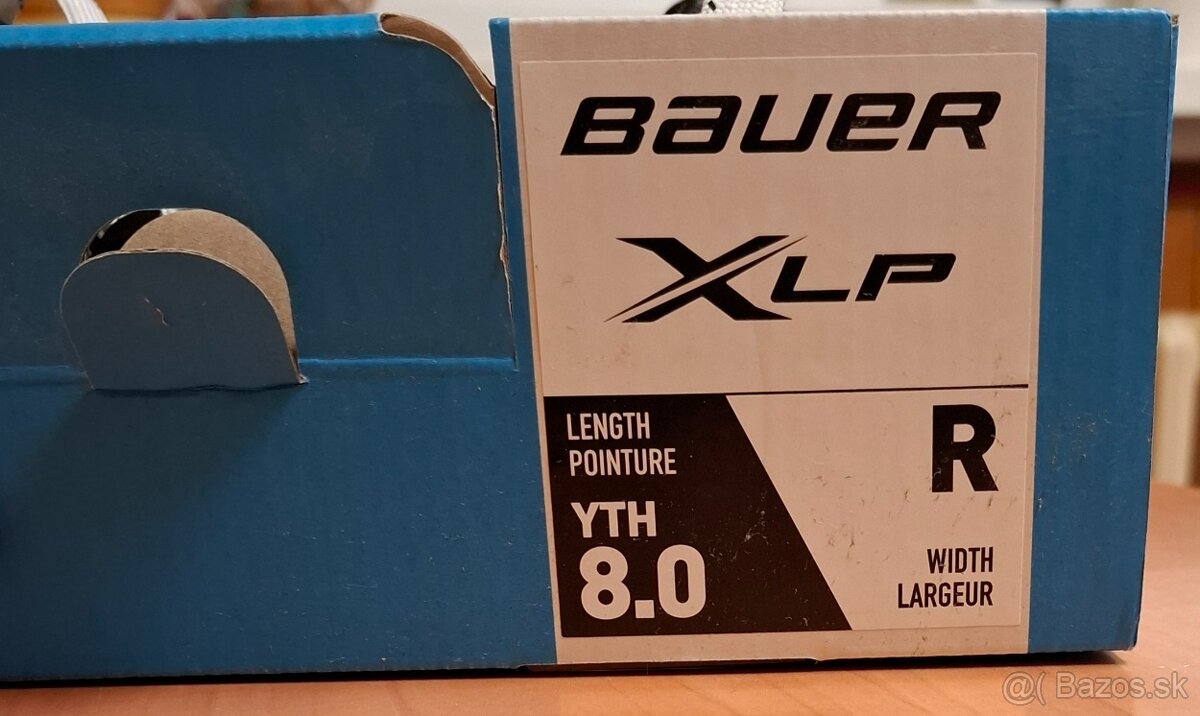 BAUER
XLP
LENGTH
POINTURE
YTH
8.0
R
WIDTH
LARGEUR
@( Bazos.sk